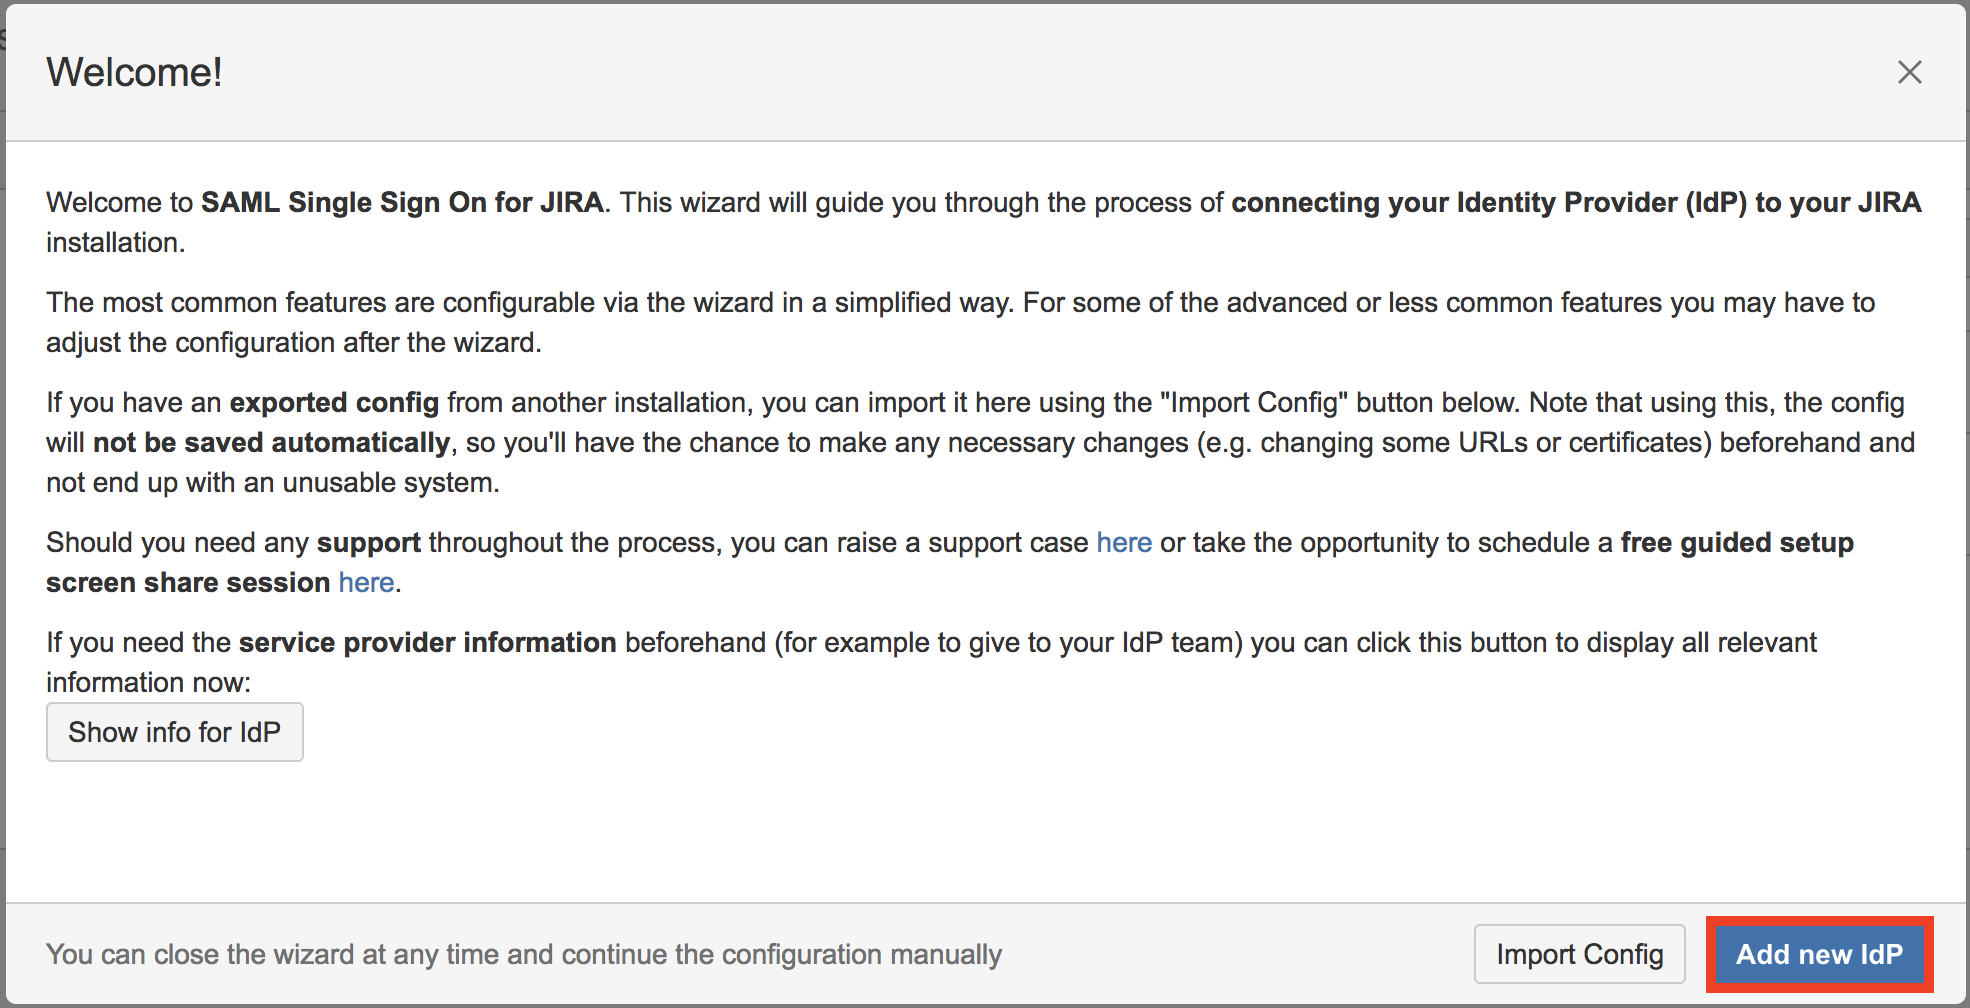 Welcome!
Welcome to SAML Single Sign On for JIRA. This wizard will guide you through the process of connecting your Identity Provider (IdP) to your JIRA
installation.
The most common features are configurable via the wizard in a simplified way. For some of the advanced or less common features you may have to
adjust the configuration after the wizard.
If you have an exported config from another installation, you can import it here using the "Import Config" button below. Note that using this, the config
will not be saved automatically, so you'll have the chance to make any necessary changes (e.g. changing some URLs or certificates) beforehand and
not end up with an unusable system.
Should you need any support throughout the process, you can raise a support case here or take the opportunity to schedule a free guided setup
screen share session here.
If you need the service provider information beforehand (for example to give to your IdP team) you can click this button to display all relevant
information now:
Show info for IdP
You can close the wizard at any time and continue the configuration manually
Import Config
Add new IdP